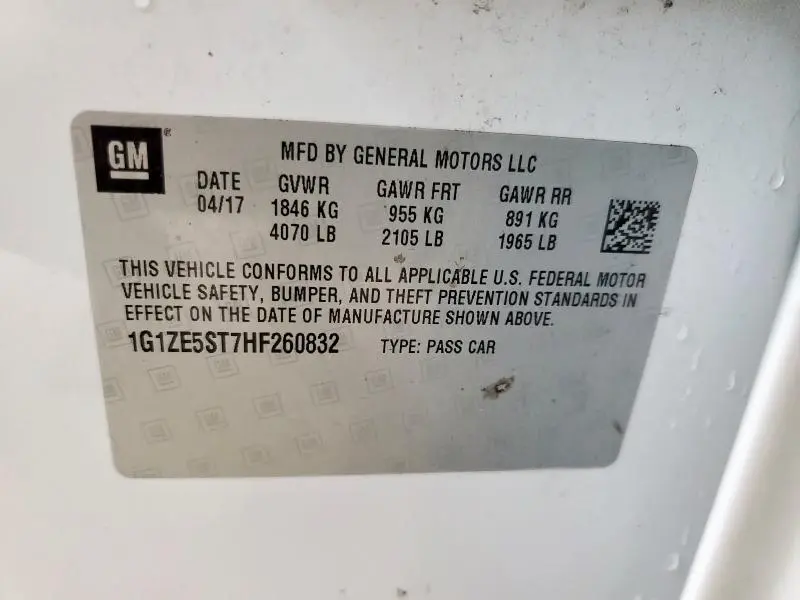 GM
MFD BY GENERAL MOTORS LLC
DATE GVWR GAWR FRT GAWR RR
04/17 1846 KG 955 KG 891 KG
4070 LB 2105 LB 1965 LB
THIS VEHICLE CONFORMS TO ALL APPLICABLE U.S. FEDERAL MOTOR
VEHICLE SAFETY, BUMPER, AND THEFT PREVENTION STANDARDS IN
EFFECT ON THE DATE OF MANUFACTURE SHOWN ABOVE.
1G1ZE5ST7HF260832 TYPE: PASS CAR